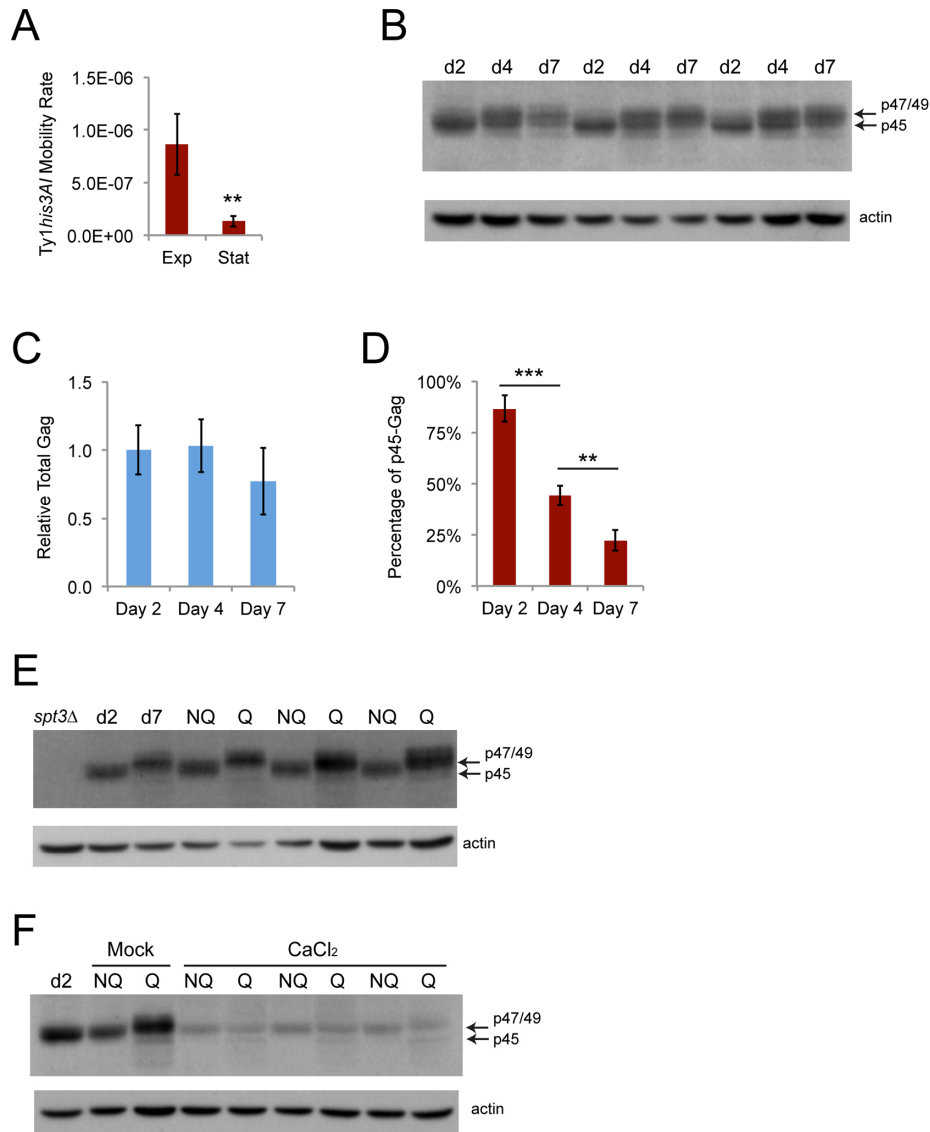 A
Ty1his3AI Mobility Rate
1.5E-06
1.0E-06
5.0E-07
0.0E+00
**
Exp Stat
B
d2 d4 d7 d2 d4 d7 d2 d4 d7
p47/49
p45
actin
C
Relative Total Gag
1.5
1.0
0.5
0.0
Day 2 Day 4 Day 7
D
Percentage of p45-Gag
100%
75%
50%
25%
0%
***
**
Day 2 Day 4 Day 7
E
spt3Δ d2 d7 NQ Q NQ Q NQ Q
p47/49
p45
actin
F
Mock CaCl₂
d2 NQ Q NQ Q NQ Q NQ Q
p47/49
p45
actin